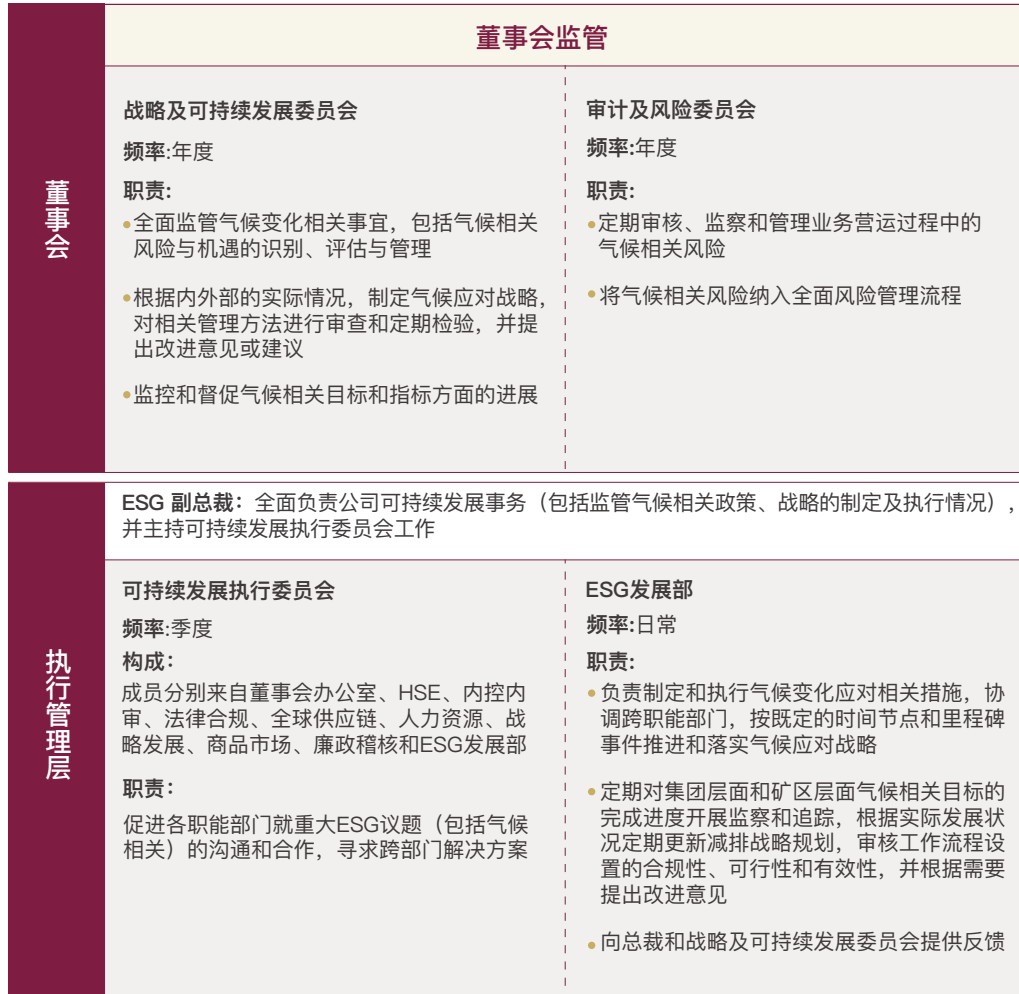 董事会监管
董事会
战略及可持续发展委员会
频率:年度
职责:
•全面监管气候变化相关事宜，包括气候相关
风险与机遇的识别、评估与管理
•根据内外部的实际情况，制定气候应对战略，
对相关管理方法进行审查和定期检验，并提
出改进意见或建议
•监控和督促气候相关目标和指标方面的进展
审计及风险委员会
频率:年度
职责:
•定期审核、监察和管理业务营运过程中的
气候相关风险
•将气候相关风险纳入全面风险管理流程
执行管理层
ESG 副总裁：全面负责公司可持续发展事务（包括监管气候相关政策、战略的制定及执行情况），
并主持可持续发展执行委员会工作
可持续发展执行委员会
频率:季度
构成：
成员分别来自董事会办公室、HSE、内控内
审、法律合规、全球供应链、人力资源、战
略发展、商品市场、廉政稽核和ESG发展部
职责：
促进各职能部门就重大ESG议题（包括气候
相关）的沟通和合作，寻求跨部门解决方案
ESG发展部
频率:日常
职责:
•负责制定和执行气候变化应对相关措施，协
调跨职能部门，按既定的时间节点和里程碑
事件推进和落实气候应对战略
•定期对集团层面和矿区层面气候相关目标的
完成进度开展监察和追踪，根据实际发展状
况定期更新减排战略规划，审核工作流程设
置的合规性、可行性和有效性，并根据需要
提出改进意见
•向总裁和战略及可持续发展委员会提供反馈